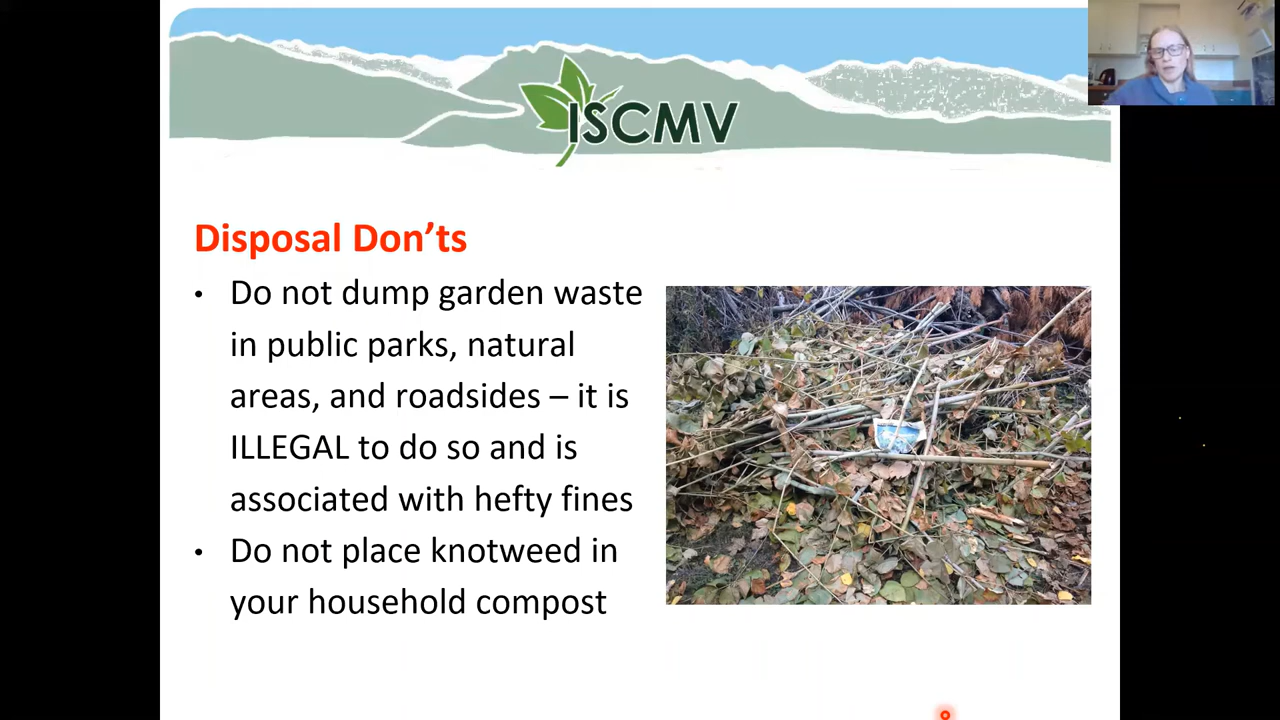 ISCMV
Disposal Don’ts
• Do not dump garden waste
in public parks, natural
areas, and roadsides – it is
ILLEGAL to do so and is
associated with hefty fines
• Do not place knotweed in
your household compost